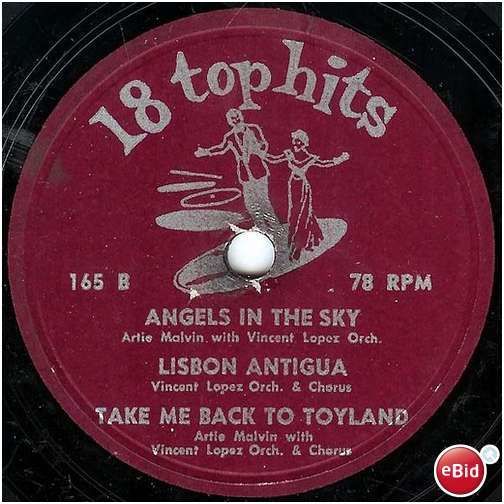 18 top hits
165 B 78 RPM
ANGELS IN THE SKY
Artie Malvin with Vincent Lopez Orch.
LISBON ANTIGUA
Vincent Lopez Orch. & Chorus
TAKE ME BACK TO TOYLAND
Artie Malvin with
Vincent Lopez Orch. & Chorus
eBid